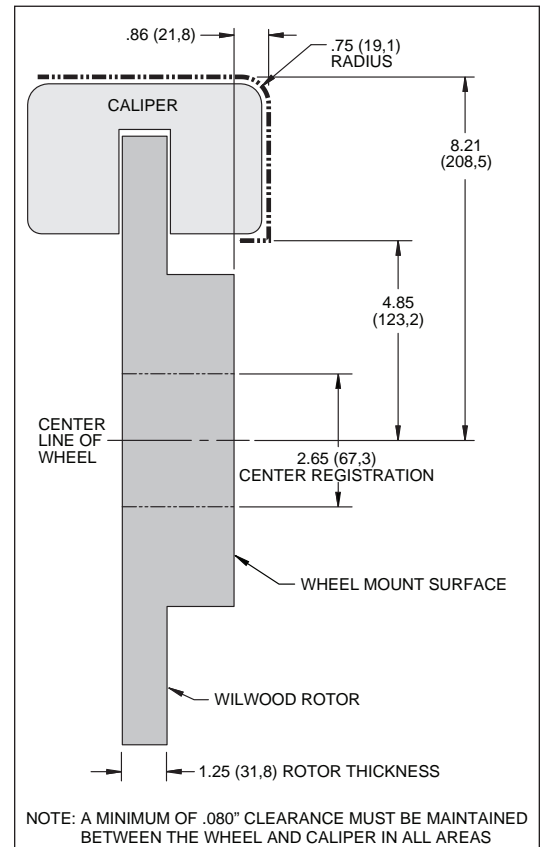 .86 (21,8)
.75 (19,1)
RADIUS
CALIPER
8.21
(208,5)
4.85
(123,2)
CENTER
LINE OF
WHEEL
2.65 (67,3)
CENTER REGISTRATION
WHEEL MOUNT SURFACE
WILWOOD ROTOR
1.25 (31,8) ROTOR THICKNESS
NOTE: A MINIMUM OF .080" CLEARANCE MUST BE MAINTAINED
BETWEEN THE WHEEL AND CALIPER IN ALL AREAS